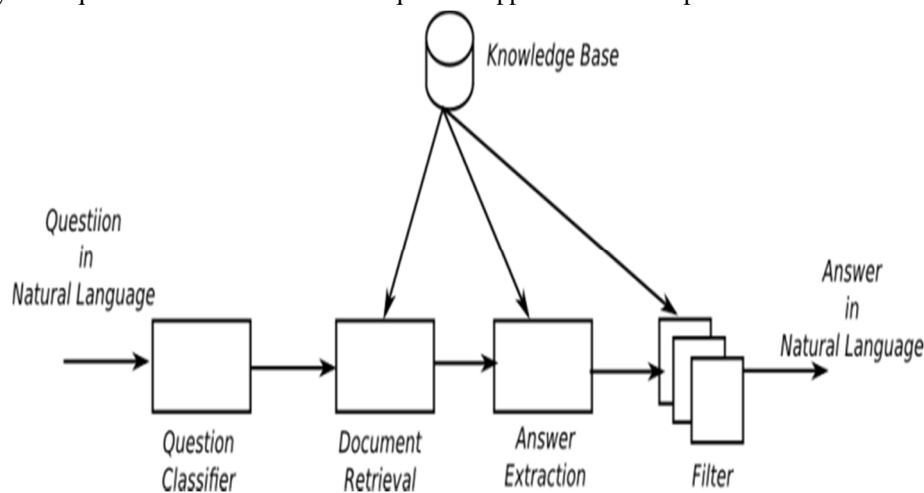 Knowledge Base
Questiion
in
Natural Language
Answer
in
Natural Language
Question
Classifier
Document
Retrieval
Answer
Extraction
Filter